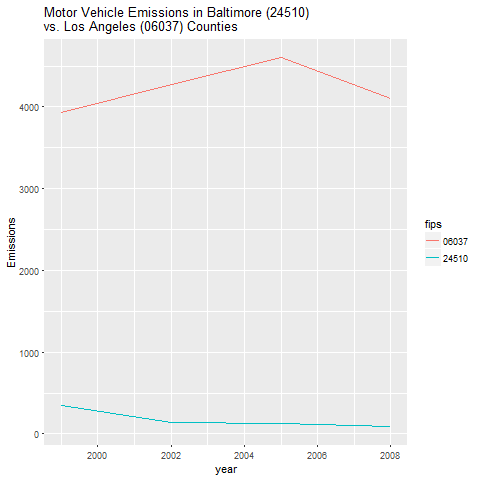 Motor Vehicle Emissions in Baltimore (24510)
vs. Los Angeles (06037) Counties
4000
3000
2000
1000
0
Emissions
2000
2002
2004
2006
2008
year
fips
06037
24510